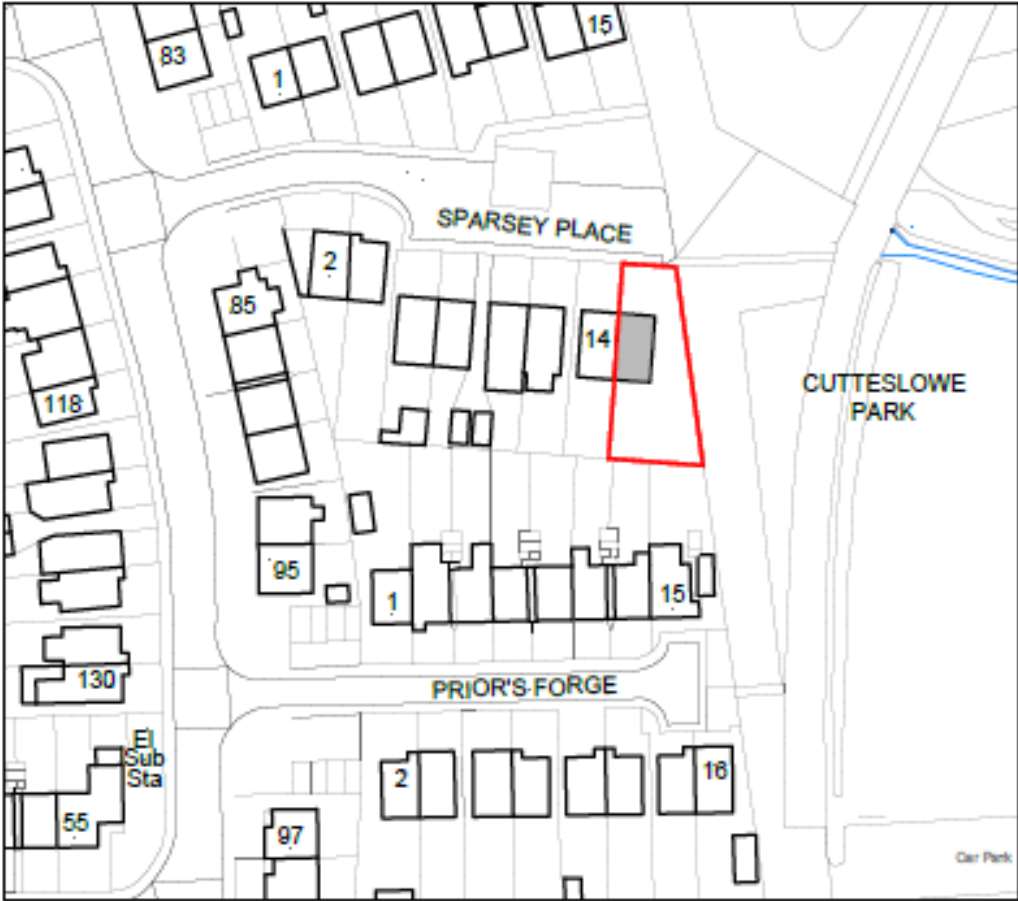 83
1
15
SPARSEY PLACE
2
85
14
118
CUTTESLOWE
PARK
95
1
15
130
PRIOR'S FORGE
El
Sub
Sta
2
16
55
97
Car Park